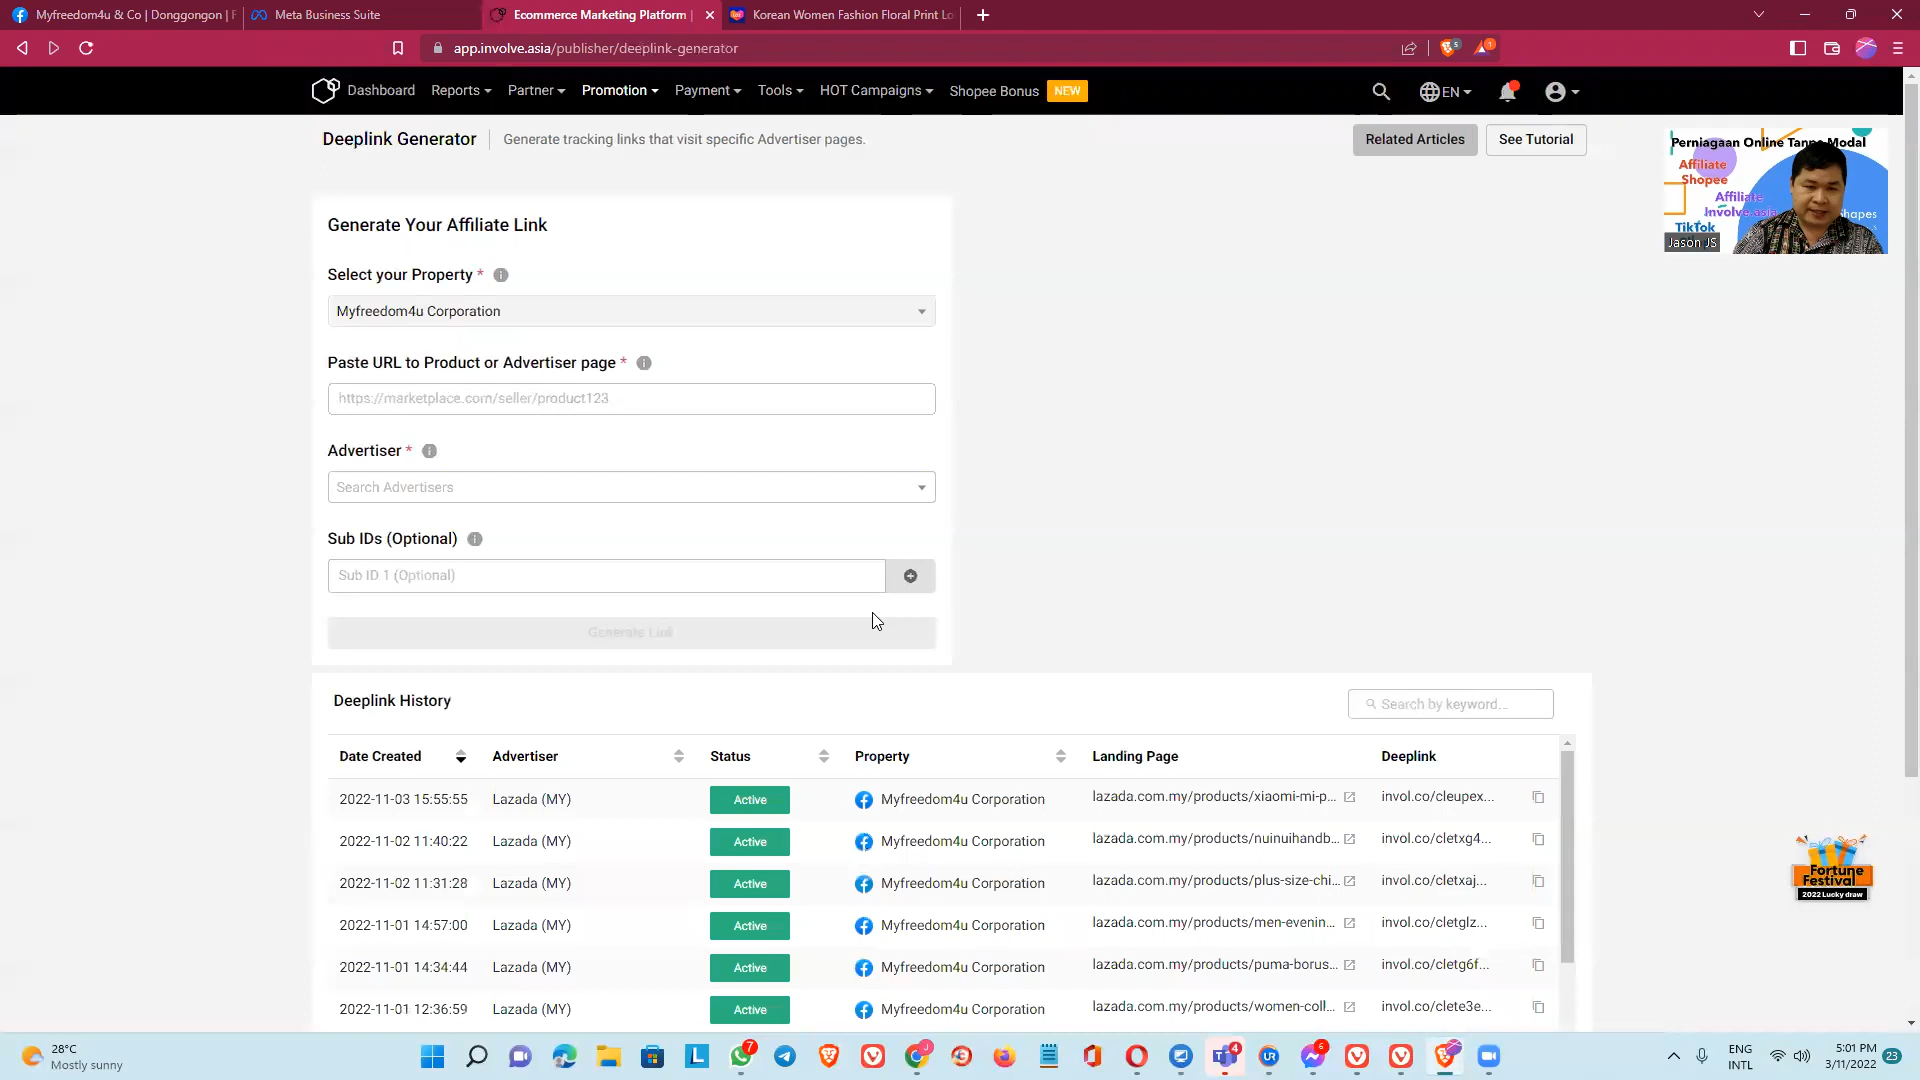 Myfreedom4u & Co | Donggongon | F
Meta Business Suite
Ecommerce Marketing Platform |
Korean Women Fashion Floral Print Lo
app.involve.asia/publisher/deeplink-generator
5
1
Dashboard
Reports
Partner
Promotion
Payment
Tools
HOT Campaigns
Shopee Bonus
NEW
EN
Deeplink Generator
Generate tracking links that visit specific Advertiser pages.
Related Articles
See Tutorial
Perniagaan Online Tanpa Modal
Affiliate
Shopee
Affiliate
Involve.asia
TikTok
Jason JS
Generate Your Affiliate Link
Select your Property *
Myfreedom4u Corporation
Paste URL to Product or Advertiser page *
https://marketplace.com/seller/product123
Advertiser *
Search Advertisers
Sub IDs (Optional)
Sub ID 1 (Optional)
Generate Link
Deeplink History
Search by keyword...
Date Created Advertiser Status Property Landing Page Deeplink
2022-11-03 15:55:55 Lazada (MY) Active Myfreedom4u Corporation lazada.com.my/products/xiaomi-mi-p... invol.co/cleupex...
2022-11-02 11:40:22 Lazada (MY) Active Myfreedom4u Corporation lazada.com.my/products/nuinuihandb... invol.co/cletxg4...
2022-11-02 11:31:28 Lazada (MY) Active Myfreedom4u Corporation lazada.com.my/products/plus-size-chi... invol.co/cletxaj...
2022-11-01 14:57:00 Lazada (MY) Active Myfreedom4u Corporation lazada.com.my/products/men-evenin... invol.co/cletglz...
2022-11-01 14:34:44 Lazada (MY) Active Myfreedom4u Corporation lazada.com.my/products/puma-borus... invol.co/cletg6f...
2022-11-01 12:36:59 Lazada (MY) Active Myfreedom4u Corporation lazada.com.my/products/women-coll... invol.co/clete3e...
Fortune
Festival
2022 Lucky draw
28°C
Mostly sunny
7
4
6
ENG
INTL
5:01 PM
3/11/2022
23